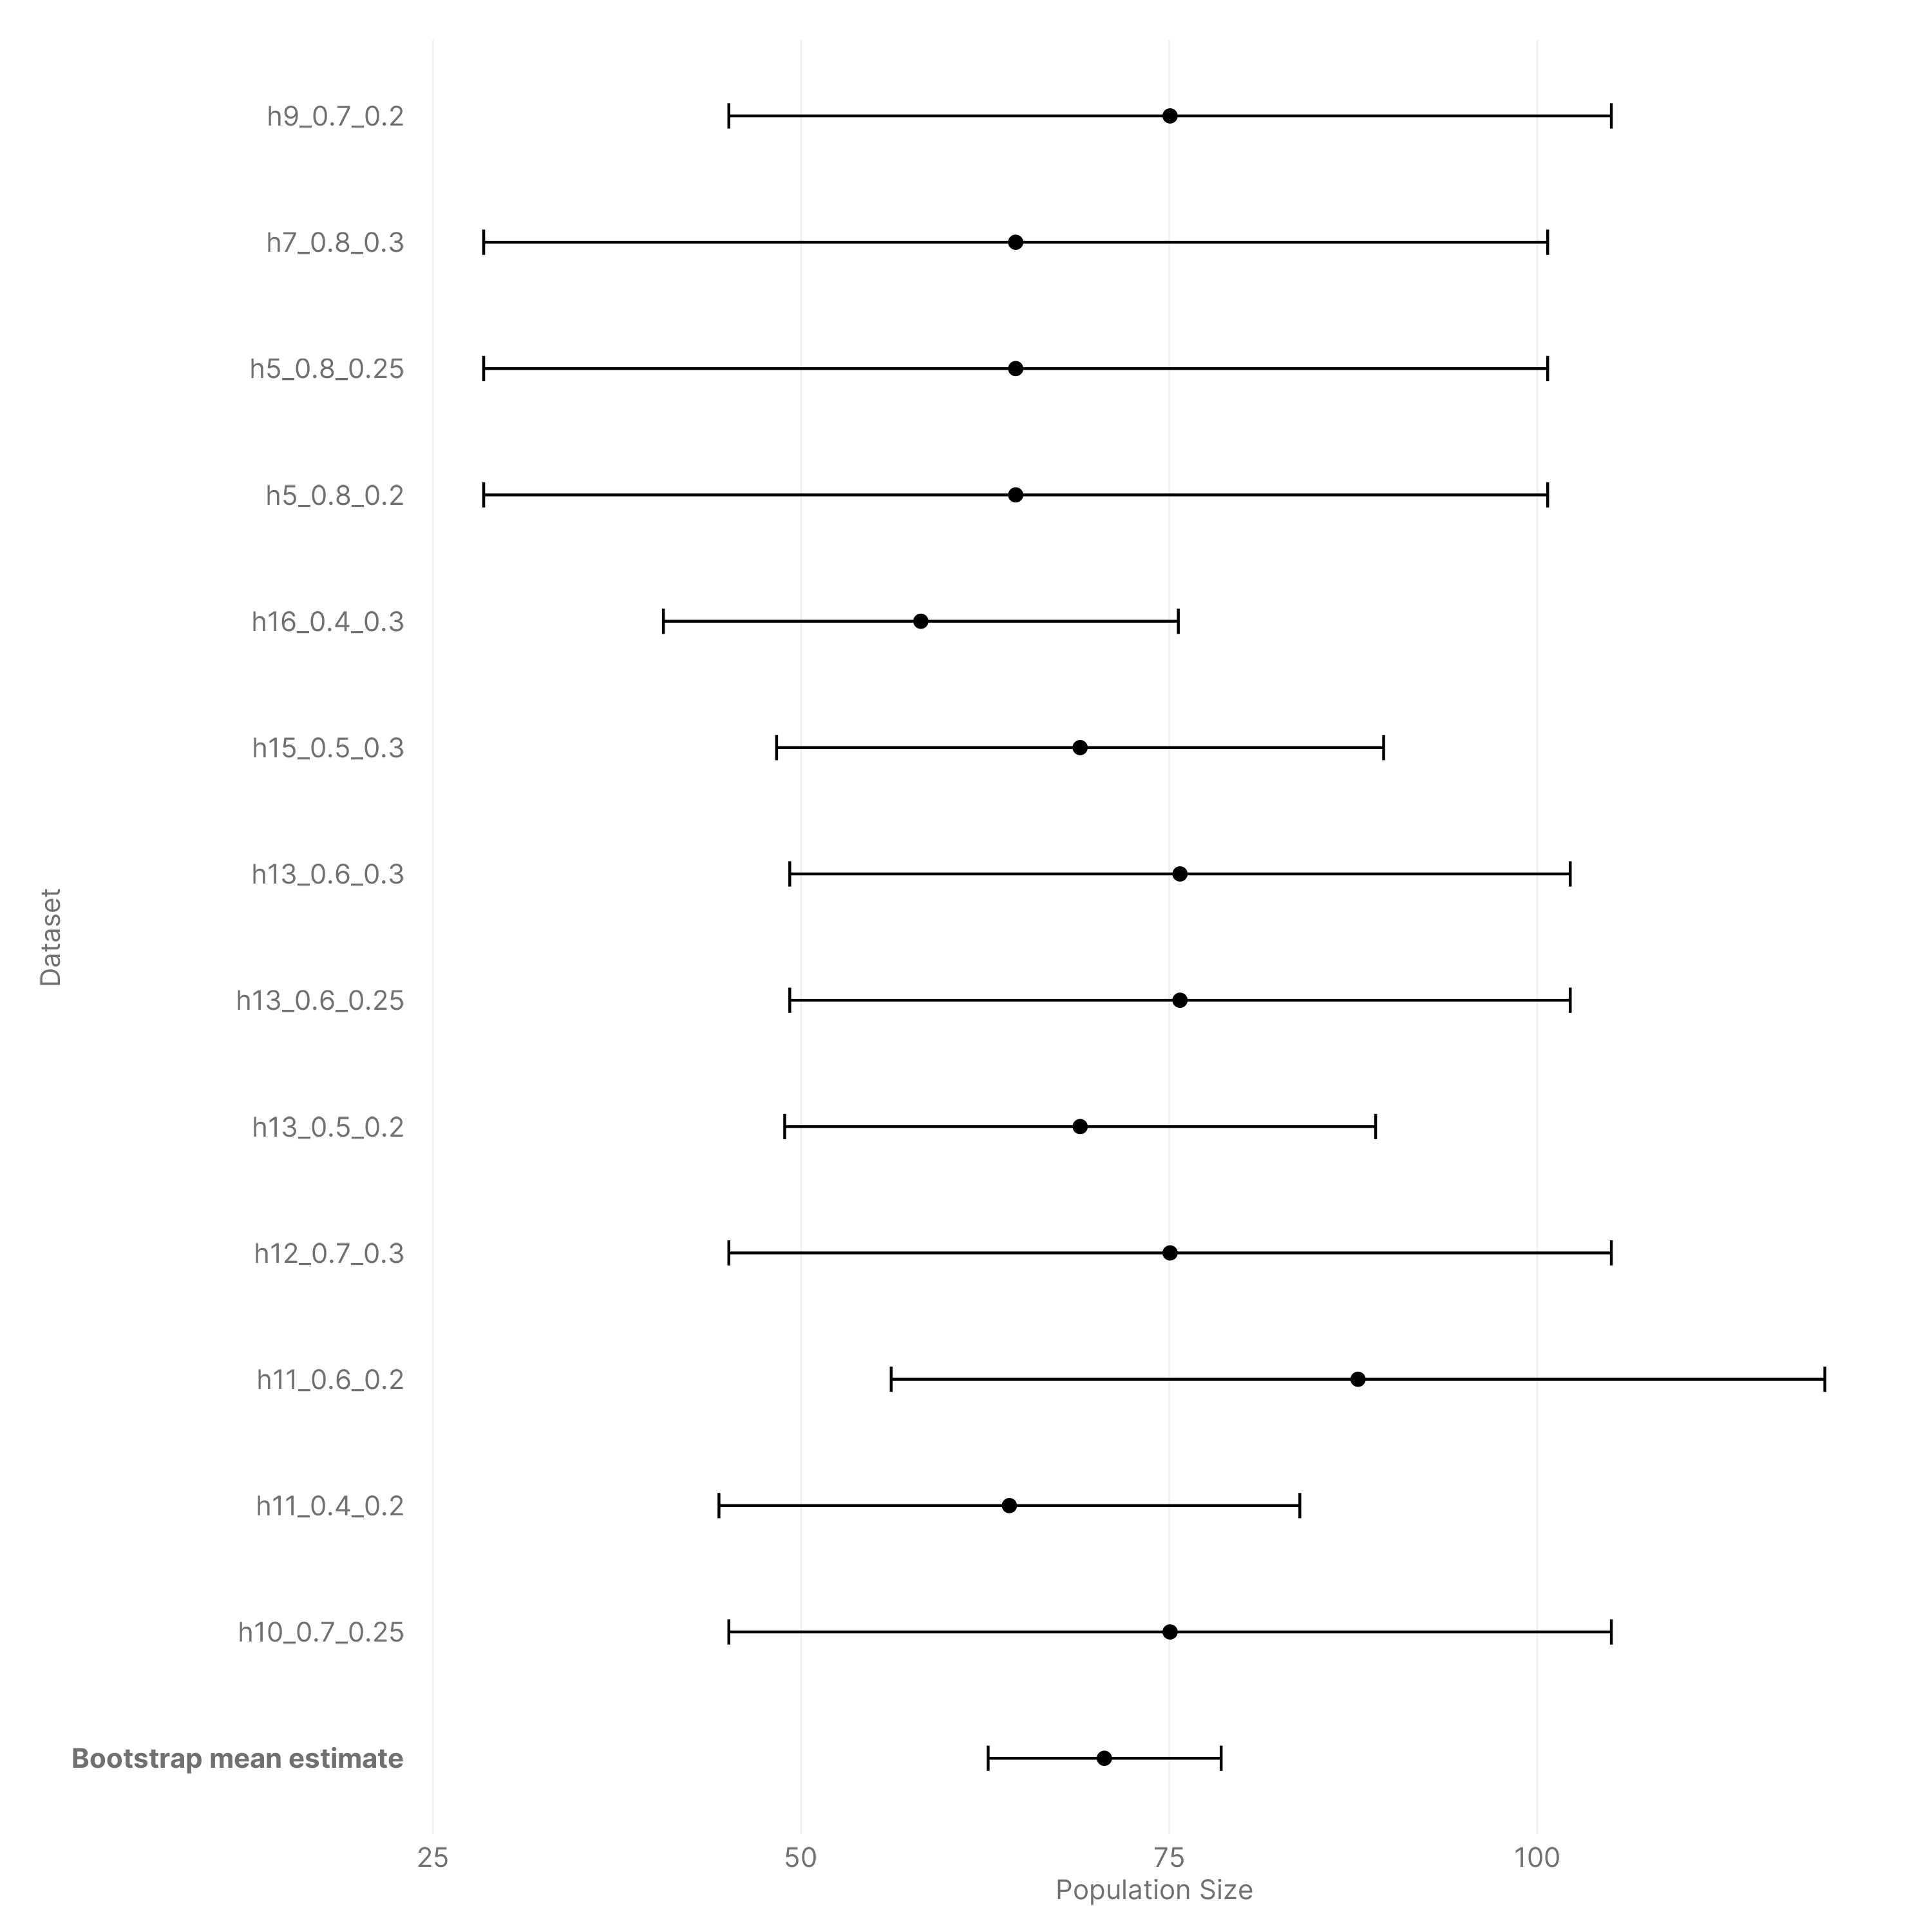 h9_0.7_0.2
h7_0.8_0.3
h5_0.8_0.25
h5_0.8_0.2
h16_0.4_0.3
h15_0.5_0.3
h13_0.6_0.3
h13_0.6_0.25
h13_0.5_0.2
h12_0.7_0.3
h11_0.6_0.2
h11_0.4_0.2
h10_0.7_0.25
Bootstrap mean estimate
Dataset
25 50 75 100
Population Size